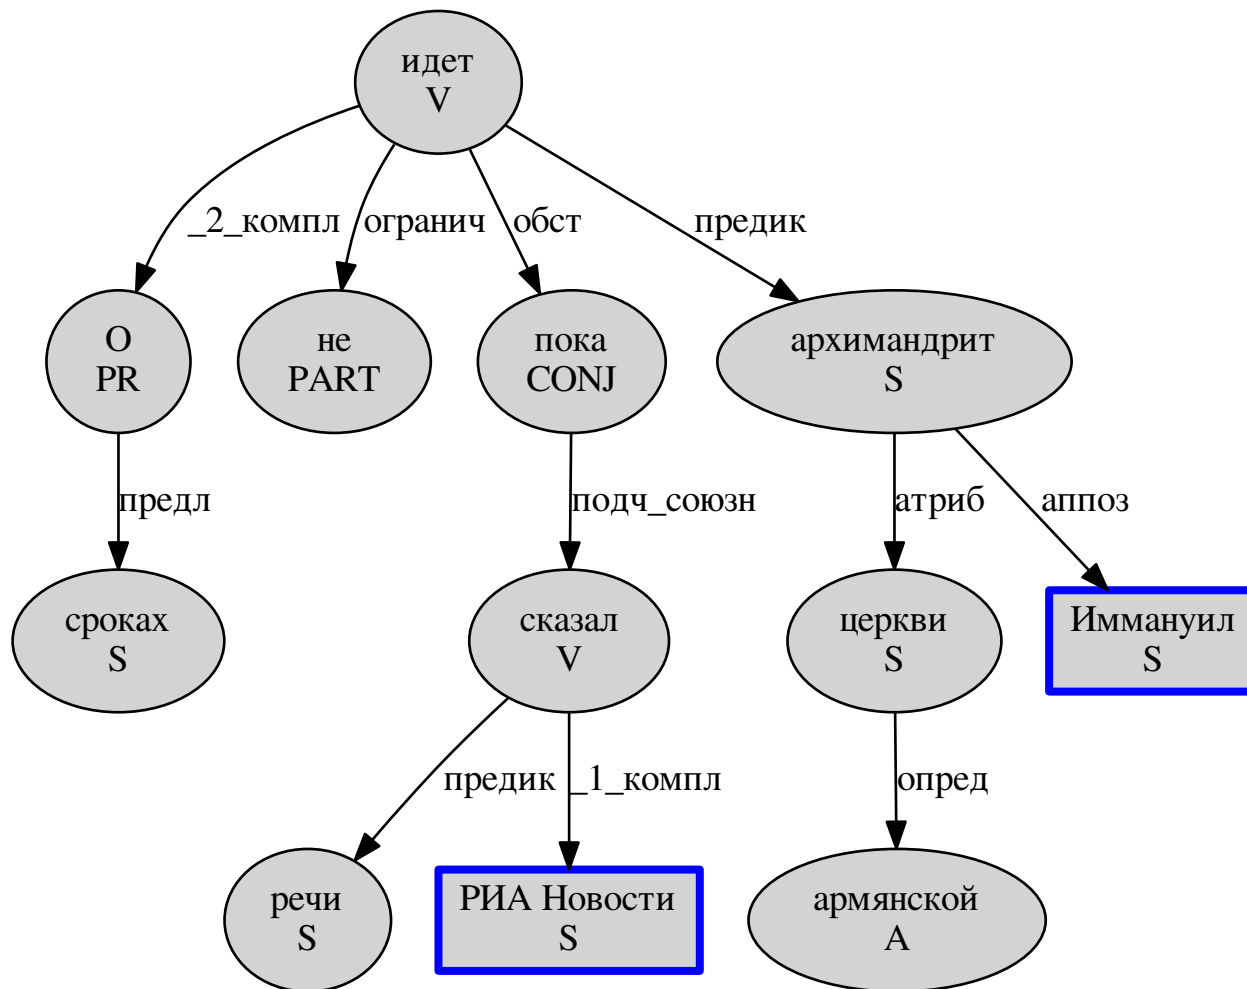 идет
V
_2_компл
огранич
обст
предик
О
PR
не
PART
пока
CONJ
архимандрит
S
предл
подч_союзн
атриб
аппоз
сроках
S
сказал
V
церкви
S
Иммануил
S
предик
_1_компл
опред
речи
S
РИА Новости
S
армянской
A